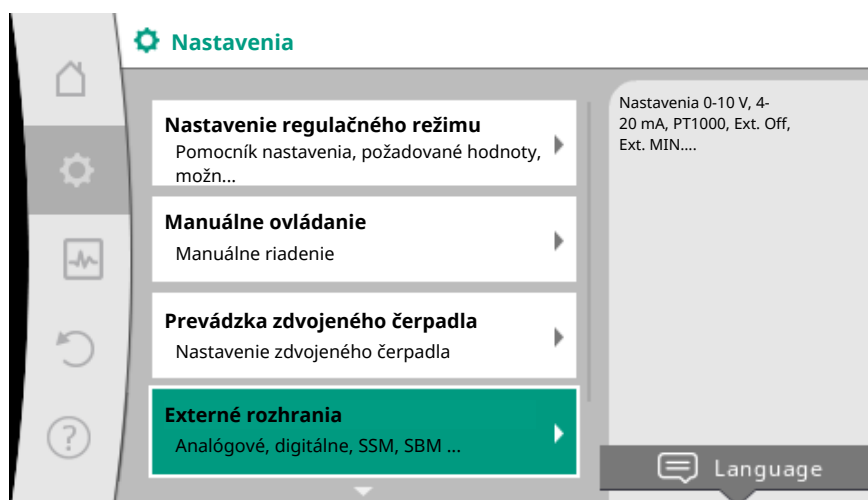 Nastavenia
Nastavenie regulačného režimu
Pomocník nastavenia, požadované hodnoty,
možn...
Manuálne ovládanie
Manuálne riadenie
Prevádzka zdvojeného čerpadla
Nastavenie zdvojeného čerpadla
Externé rozhrania
Analógové, digitálne, SSM, SBM ...
Nastavenia 0-10 V, 4-
20 mA, PT1000, Ext. Off,
Ext. MIN....
Language